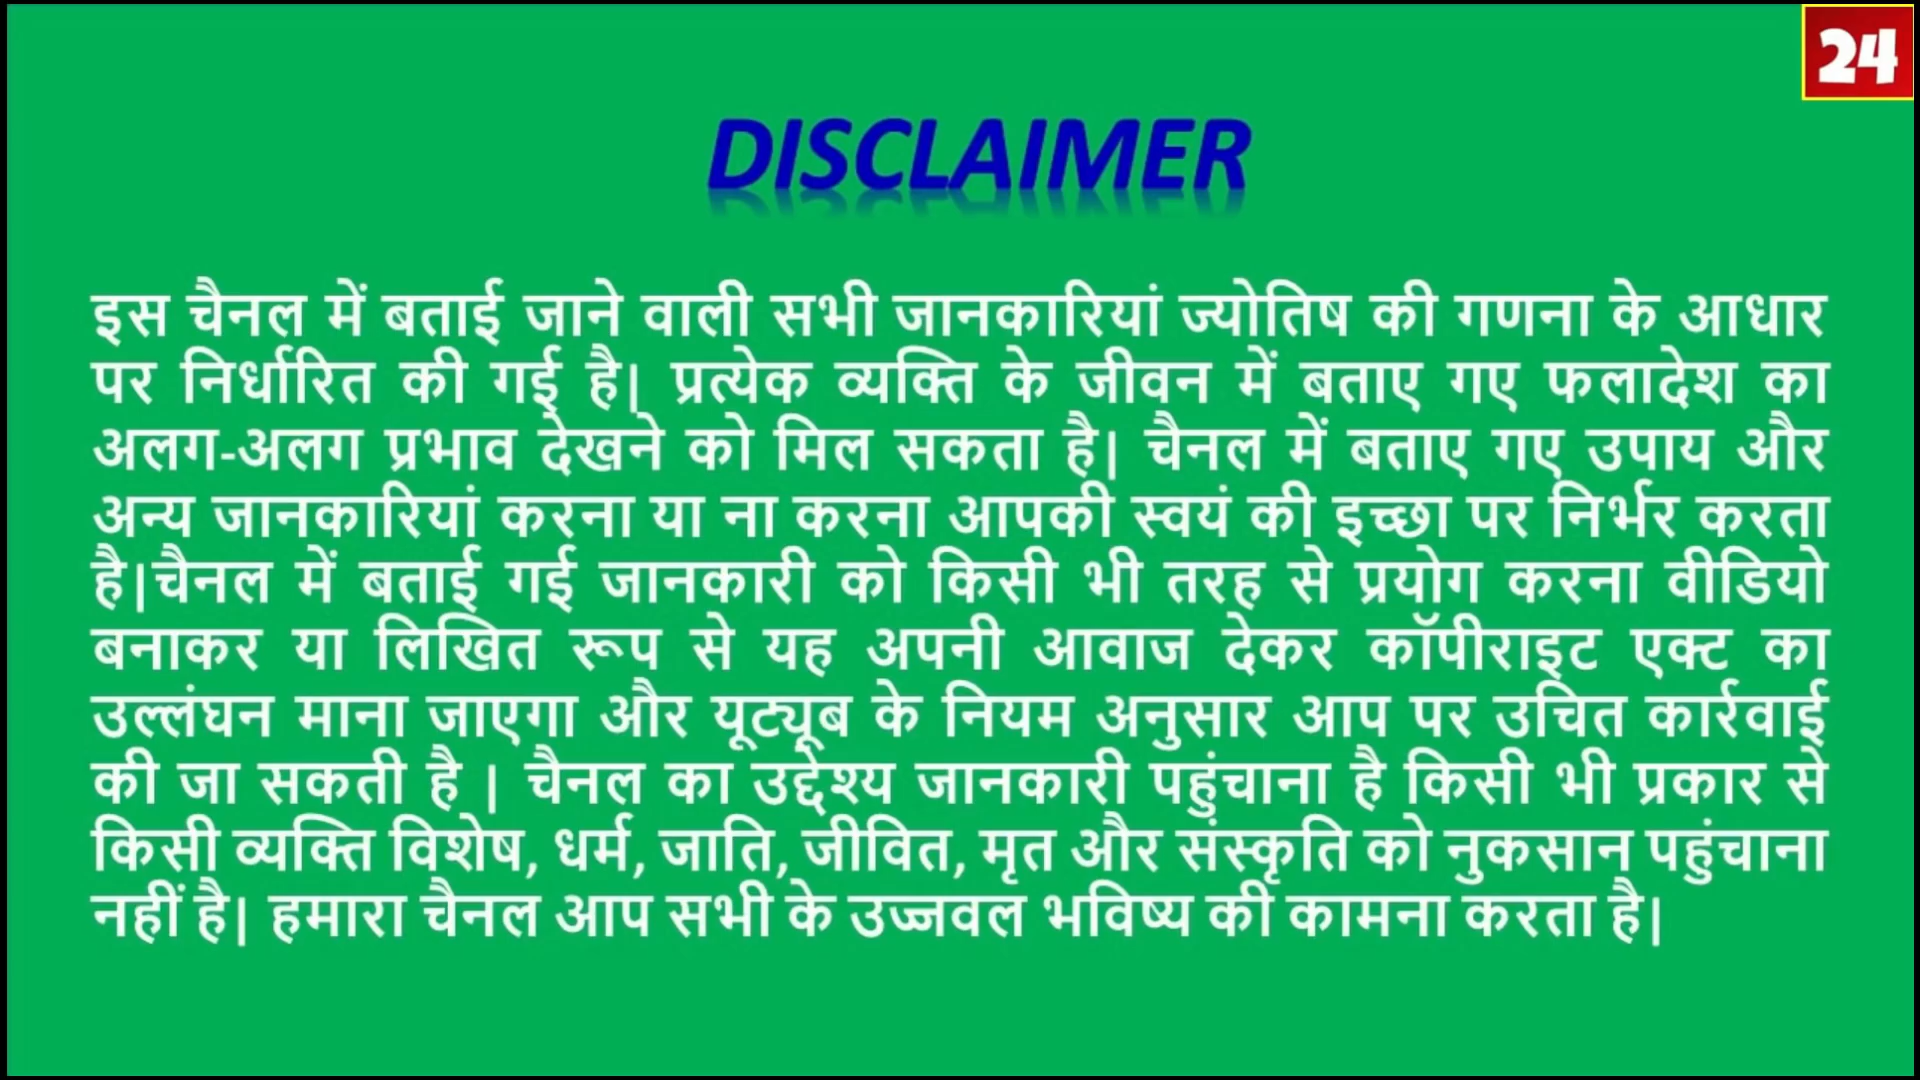 24
DISCLAIMER
इस चैनल में बताई जाने वाली सभी जानकारियां ज्योतिष की गणना के आधार
पर निर्धारित की गई है| प्रत्येक व्यक्ति के जीवन में बताए गए फलादेश का
अलग-अलग प्रभाव देखने को मिल सकता है| चैनल में बताए गए उपाय और
अन्य जानकारियां करना या ना करना आपकी स्वयं की इच्छा पर निर्भर करता
है|चैनल में बताई गई जानकारी को किसी भी तरह से प्रयोग करना वीडियो
बनाकर या लिखित रूप से यह अपनी आवाज देकर कॉपीराइट एक्ट का
उल्लंघन माना जाएगा और यूट्यूब के नियम अनुसार आप पर उचित कार्रवाई
की जा सकती है | चैनल का उद्देश्य जानकारी पहुंचाना है किसी भी प्रकार से
किसी व्यक्ति विशेष, धर्म, जाति, जीवित, मृत और संस्कृति को नुकसान पहुंचाना
नहीं है| हमारा चैनल आप सभी के उज्जवल भविष्य की कामना करता है|